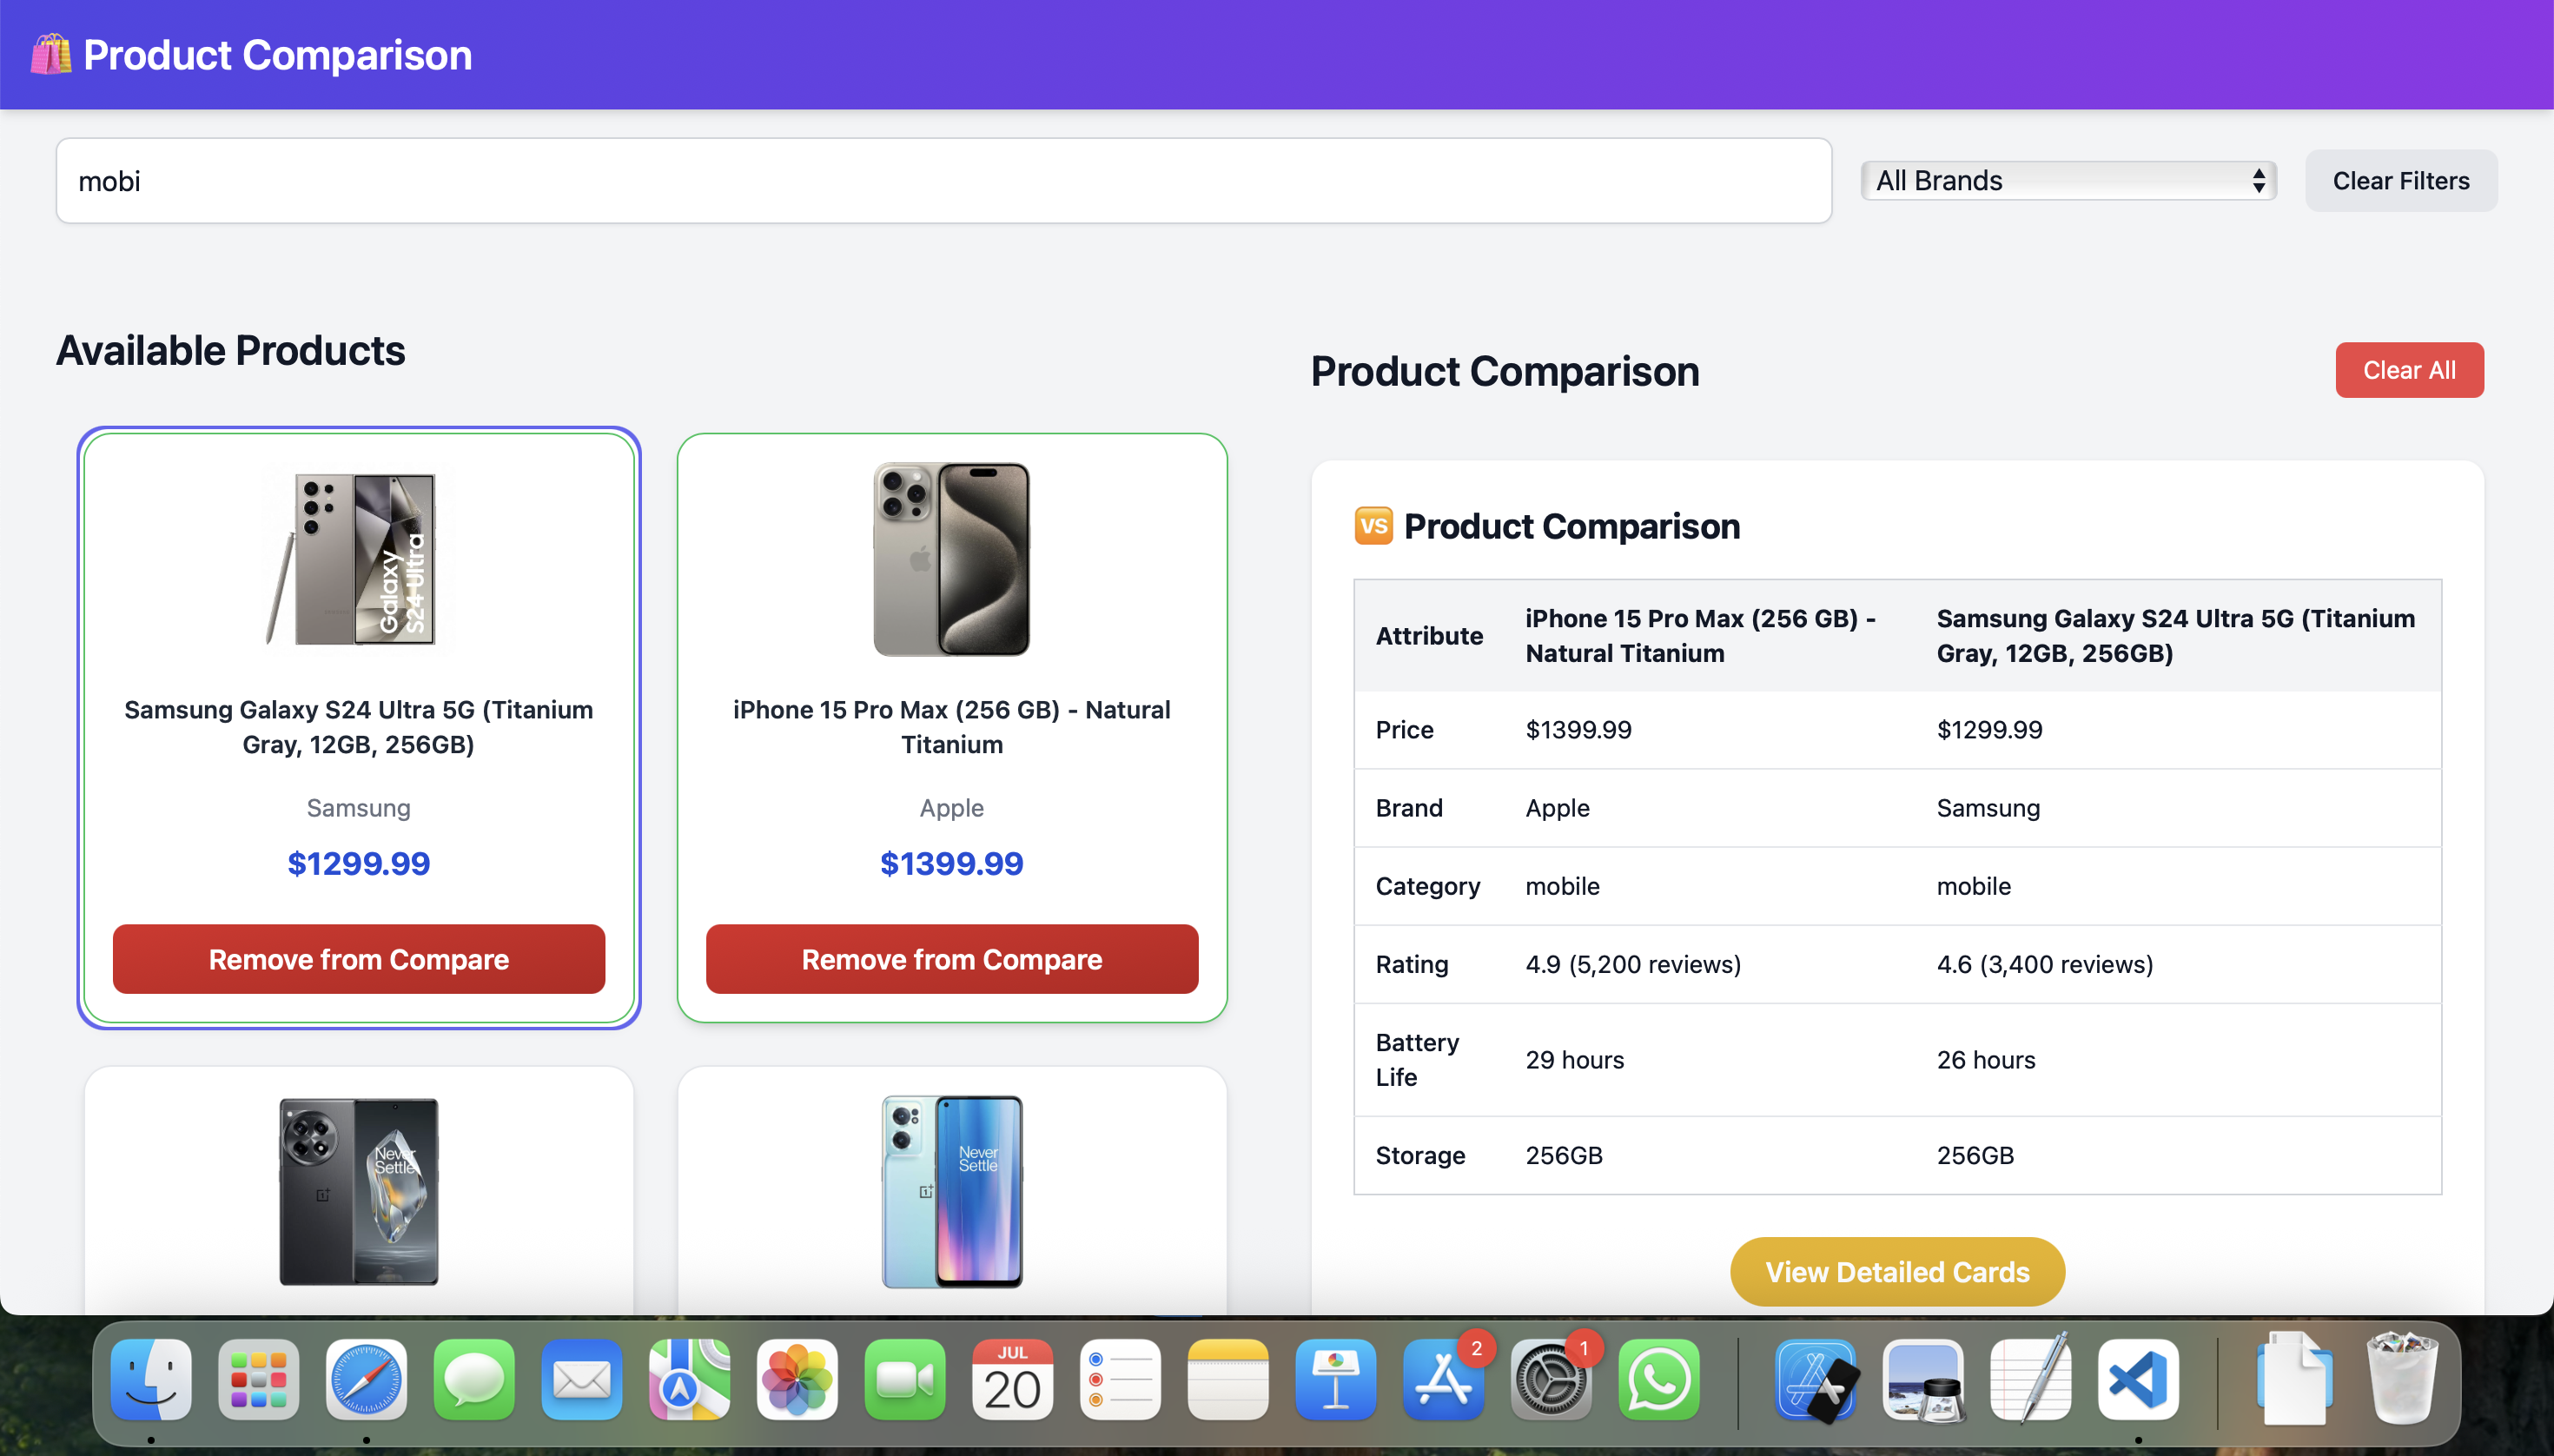 🛍️ Product Comparison
mobi
All Brands
Clear Filters
Available Products
Galaxy
S24 Ultra
Samsung Galaxy S24 Ultra 5G (Titanium
Gray, 12GB, 256GB)
Samsung
$1299.99
Remove from Compare
iPhone 15 Pro Max (256 GB) - Natural
Titanium
Apple
$1399.99
Remove from Compare
Never
Settle
Never
Settle
Product Comparison
Clear All
🆚 Product Comparison
Attribute
iPhone 15 Pro Max (256 GB) -
Natural Titanium
Samsung Galaxy S24 Ultra 5G (Titanium
Gray, 12GB, 256GB)
Price $1399.99 $1299.99
Brand Apple Samsung
Category mobile mobile
Rating 4.9 (5,200 reviews) 4.6 (3,400 reviews)
Battery
Life
29 hours 26 hours
Storage 256GB 256GB
View Detailed Cards
JUL
20
2
1